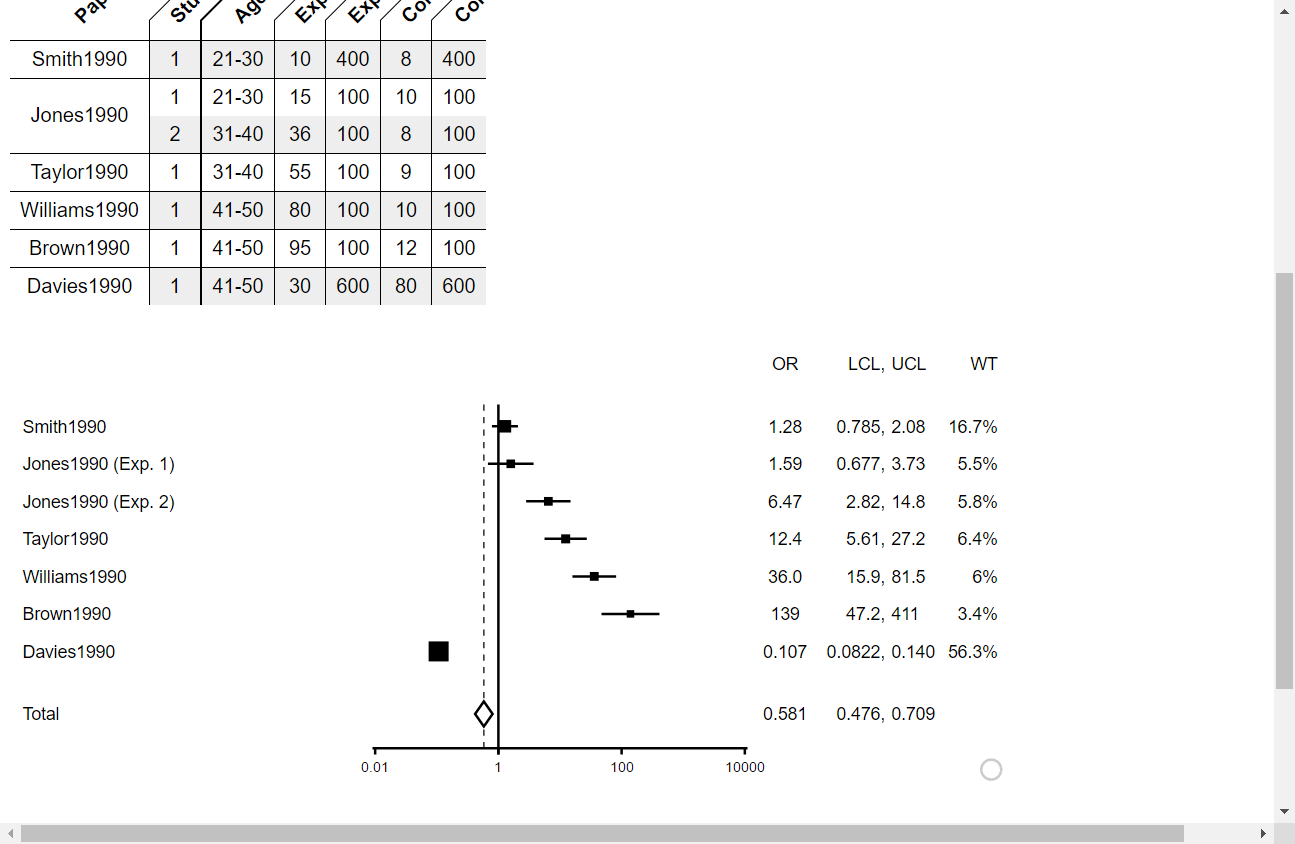 Smith1990 1 21-30 10 400 8 400
Jones1990 1 21-30 15 100 10 100
2 31-40 36 100 8 100
Taylor1990 1 31-40 55 100 9 100
Williams1990 1 41-50 80 100 10 100
Brown1990 1 41-50 95 100 12 100
Davies1990 1 41-50 30 600 80 600
OR LCL, UCL WT
Smith1990 1.28 0.785, 2.08 16.7%
Jones1990 (Exp. 1) 1.59 0.677, 3.73 5.5%
Jones1990 (Exp. 2) 6.47 2.82, 14.8 5.8%
Taylor1990 12.4 5.61, 27.2 6.4%
Williams1990 36.0 15.9, 81.5 6%
Brown1990 139 47.2, 411 3.4%
Davies1990 0.107 0.0822, 0.140 56.3%
Total 0.581 0.476, 0.709
0.01 1 100 10000